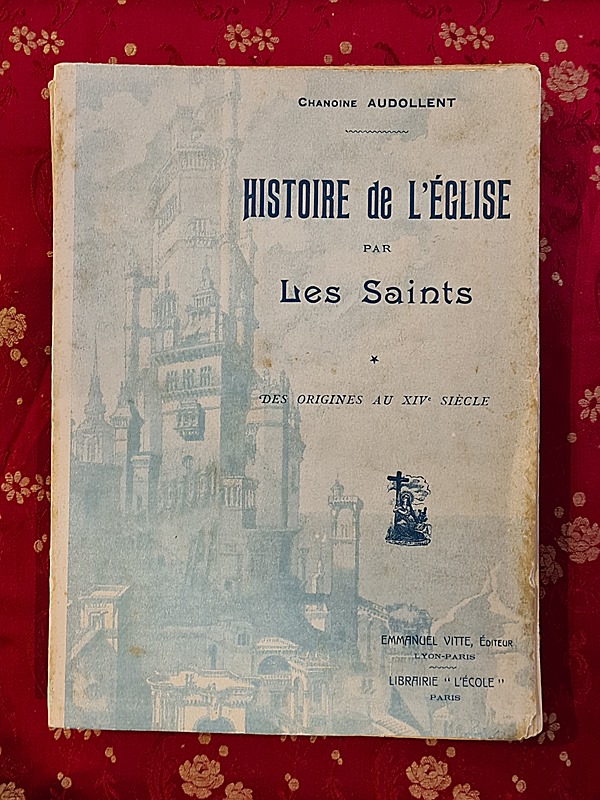 Chanoine AUDOLLENT
HISTOIRE de L'ÉGLISE
PAR
Les Saints
*
DES ORIGINES AU XIVe SIÈCLE
EMMANUEL VITTE, Éditeur
LYON-PARIS
LIBRAIRIE "L'ÉCOLE"
PARIS